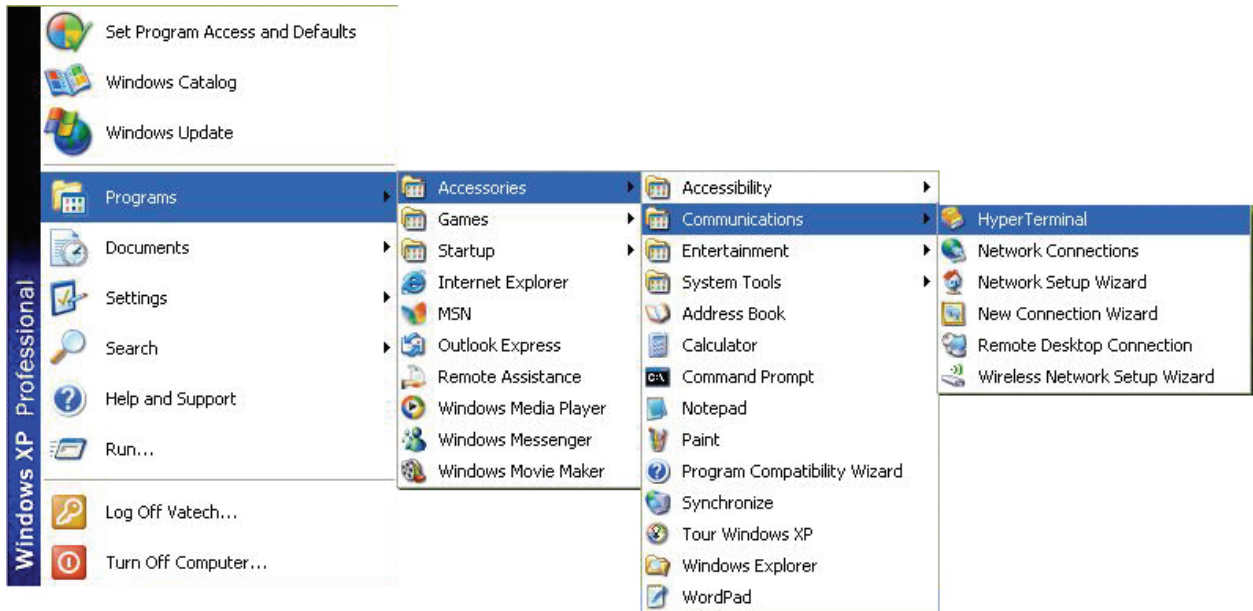 Windows XP Professional
Set Program Access and Defaults
Windows Catalog
Windows Update
Programs
Documents
Settings
Search
Help and Support
Run...
Log Off Vatech...
Turn Off Computer...
Accessories
Games
Startup
Internet Explorer
MSN
Outlook Express
Remote Assistance
Windows Media Player
Windows Messenger
Windows Movie Maker
Accessibility
Communications
Entertainment
System Tools
Address Book
Calculator
C:\
Command Prompt
Notepad
Paint
Program Compatibility Wizard
Synchronize
Tour Windows XP
Windows Explorer
WordPad
HyperTerminal
Network Connections
Network Setup Wizard
New Connection Wizard
Remote Desktop Connection
Wireless Network Setup Wizard